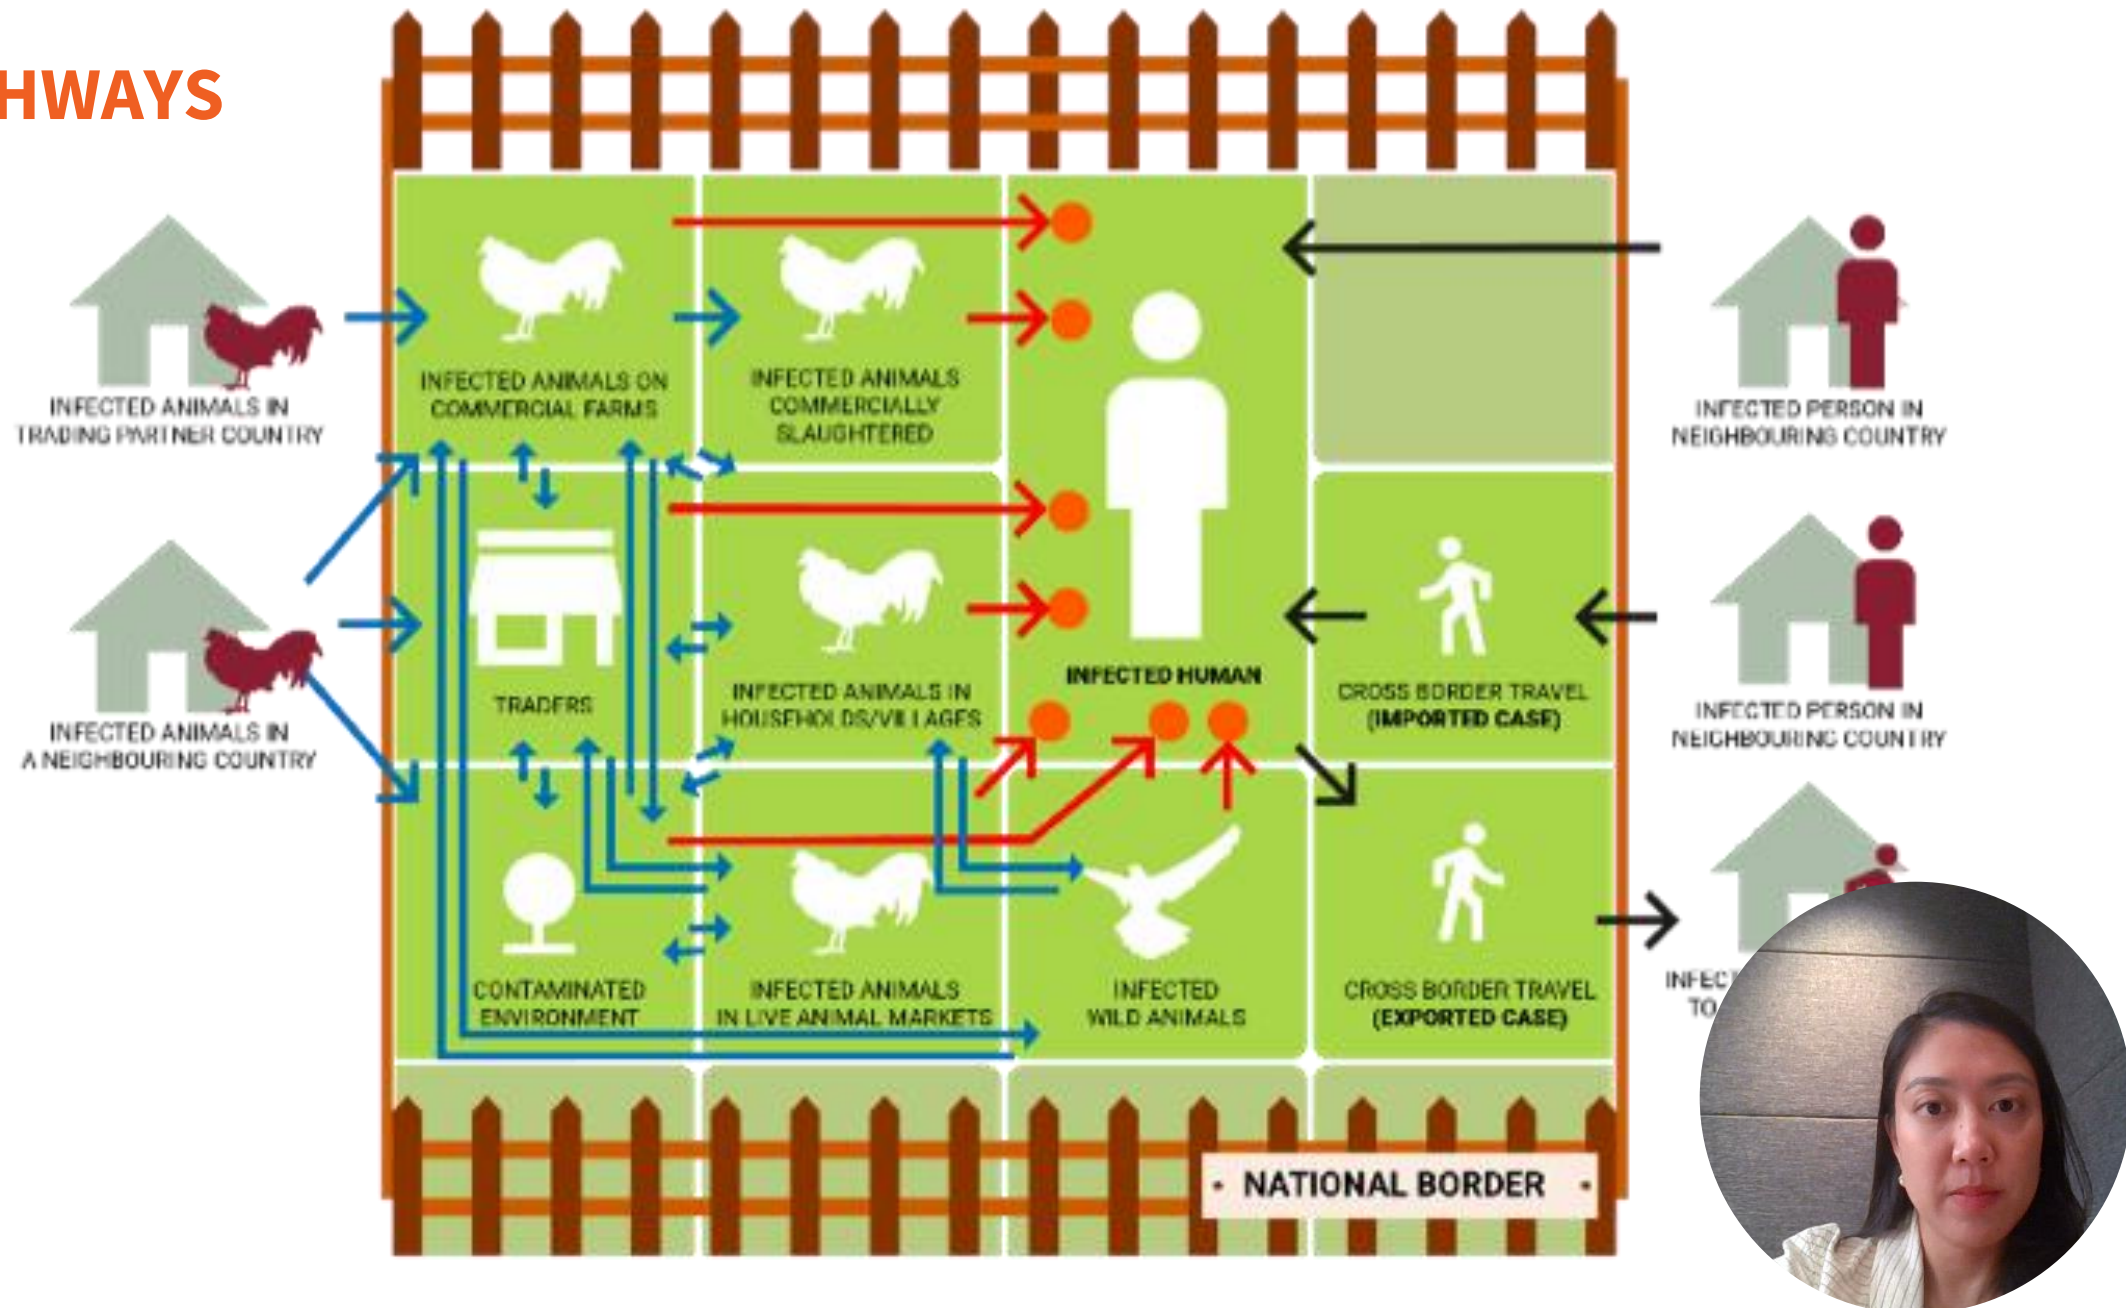 HWAYS
INFECTED ANIMALS IN
TRADING PARTNER COUNTRY
INFECTED ANIMALS IN
A NEIGHBOURING COUNTRY
INFECTED ANIMALS ON
COMMERCIAL FARMS
INFECTED ANIMALS
COMMERCIALLY
SLAUGHTERED
TRADERS
INFECTED ANIMALS IN
HOUSEHOLDS/VILLAGES
INFECTED HUMAN
CROSS BORDER TRAVEL
(IMPORTED CASE)
CONTAMINATED
ENVIRONMENT
INFECTED ANIMALS
IN LIVE ANIMAL MARKETS
INFECTED
WILD ANIMALS
CROSS BORDER TRAVEL
(EXPORTED CASE)
INFECTED PERSON IN
NEIGHBOURING COUNTRY
INFECTED PERSON IN
NEIGHBOURING COUNTRY
INFEC
TO
NATIONAL BORDER